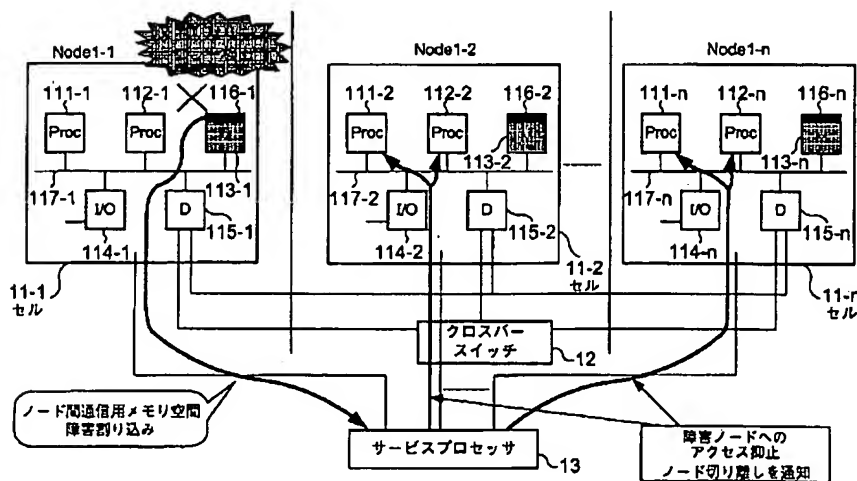 Node1-1
Node1-2
Node1-n
111-1
112-1
116-1
111-2
112-2
116-2
111-n
112-n
116-n
Proc
Proc
Proc
Proc
Proc
Proc
113-1
113-2
113-n
117-1
117-2
117-n
I/O
D
I/O
D
I/O
D
114-1
115-1
114-2
115-2
114-n
115-n
11-1
セル
11-2
セル
11-n
セル
クロスバー
スイッチ
12
ノード間通信用メモリ空間
障害割り込み
サービスプロセッサ
13
障害ノードへの
アクセス抑止
ノード切り離しを通知